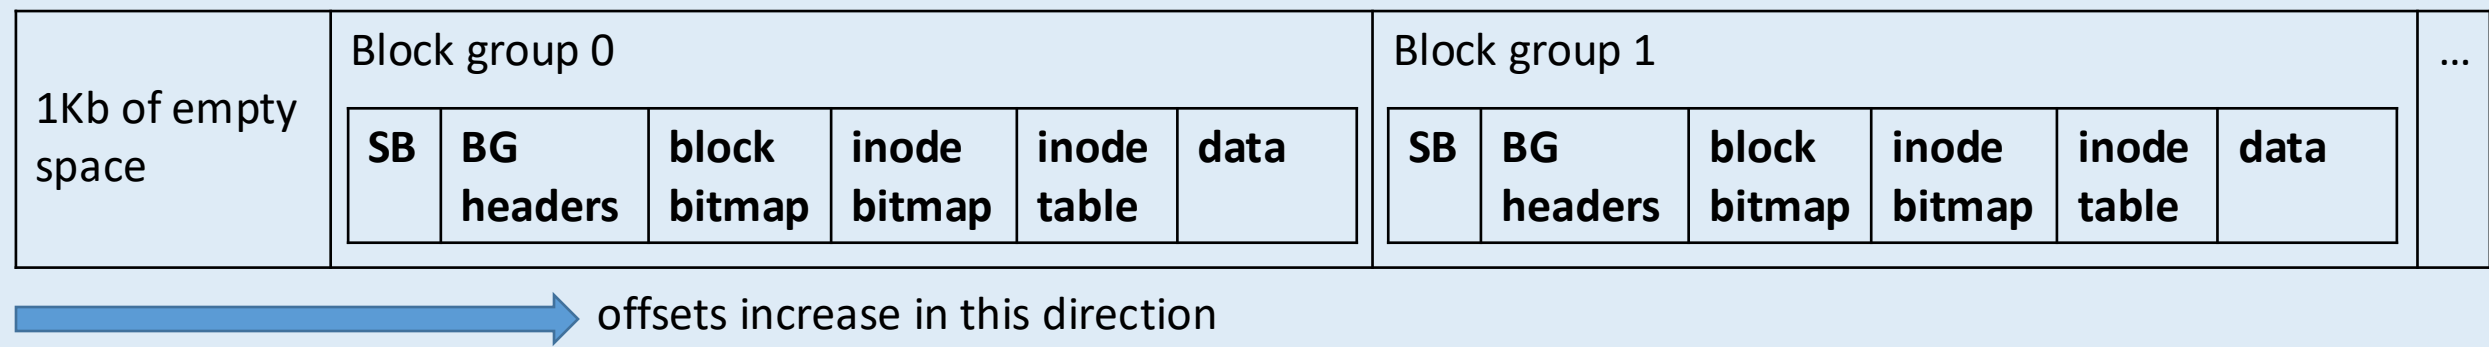 1Kb of empty
space
Block group 0
SB
BG
headers
block
bitmap
inode
bitmap
inode
table
data
Block group 1
SB
BG
headers
block
bitmap
inode
bitmap
inode
table
data
...
offsets increase in this direction